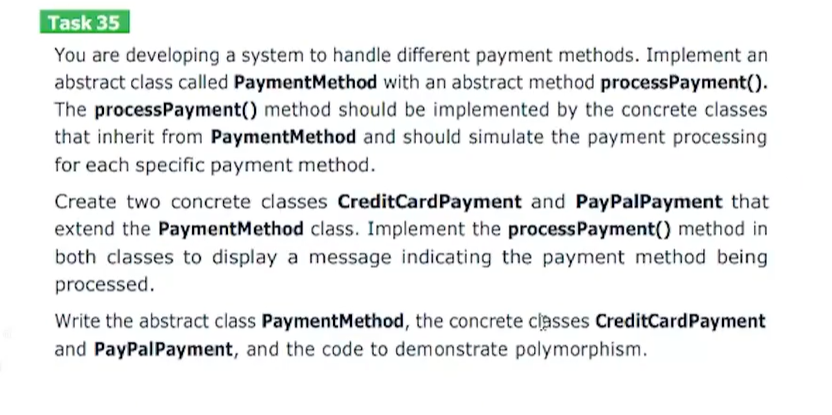 Task 35
You are developing a system to handle different payment methods. Implement an
abstract class called PaymentMethod with an abstract method processPayment().
The processPayment() method should be implemented by the concrete classes
that inherit from PaymentMethod and should simulate the payment processing
for each specific payment method.
Create two concrete classes CreditCardPayment and PayPalPayment that
extend the PaymentMethod class. Implement the processPayment() method in
both classes to display a message indicating the payment method being
processed.
Write the abstract class PaymentMethod, the concrete classes CreditCardPayment
and PayPalPayment, and the code to demonstrate polymorphism.